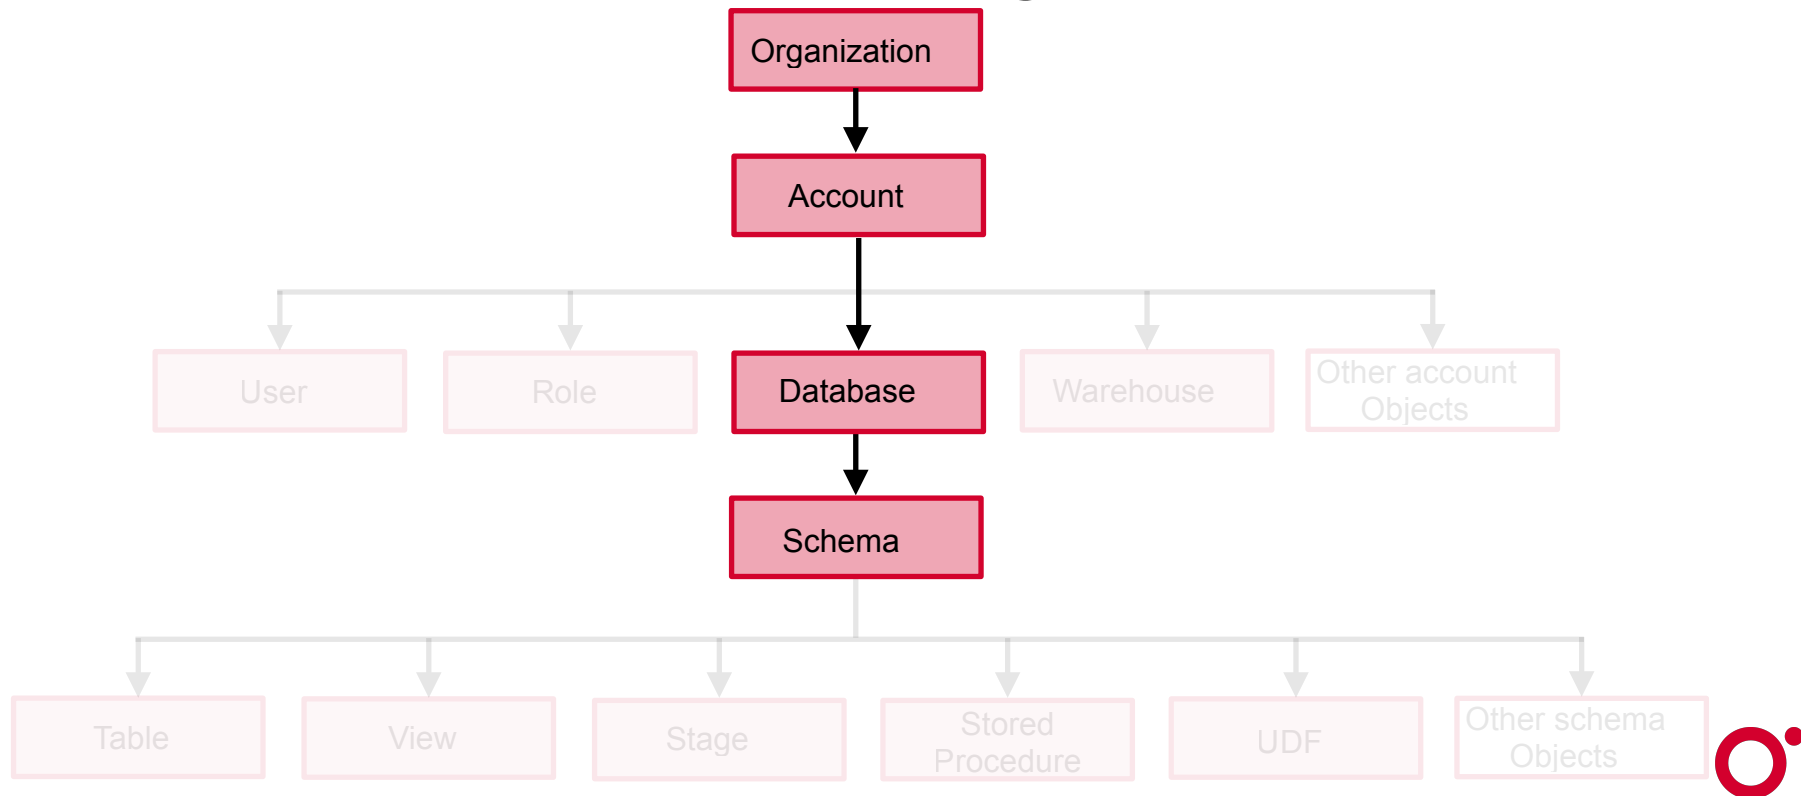 Organization
Account
User
Role
Database
Warehouse
Other account
Objects
Schema
Table
View
Stage
Stored
Procedure
UDF
Other schema
Objects